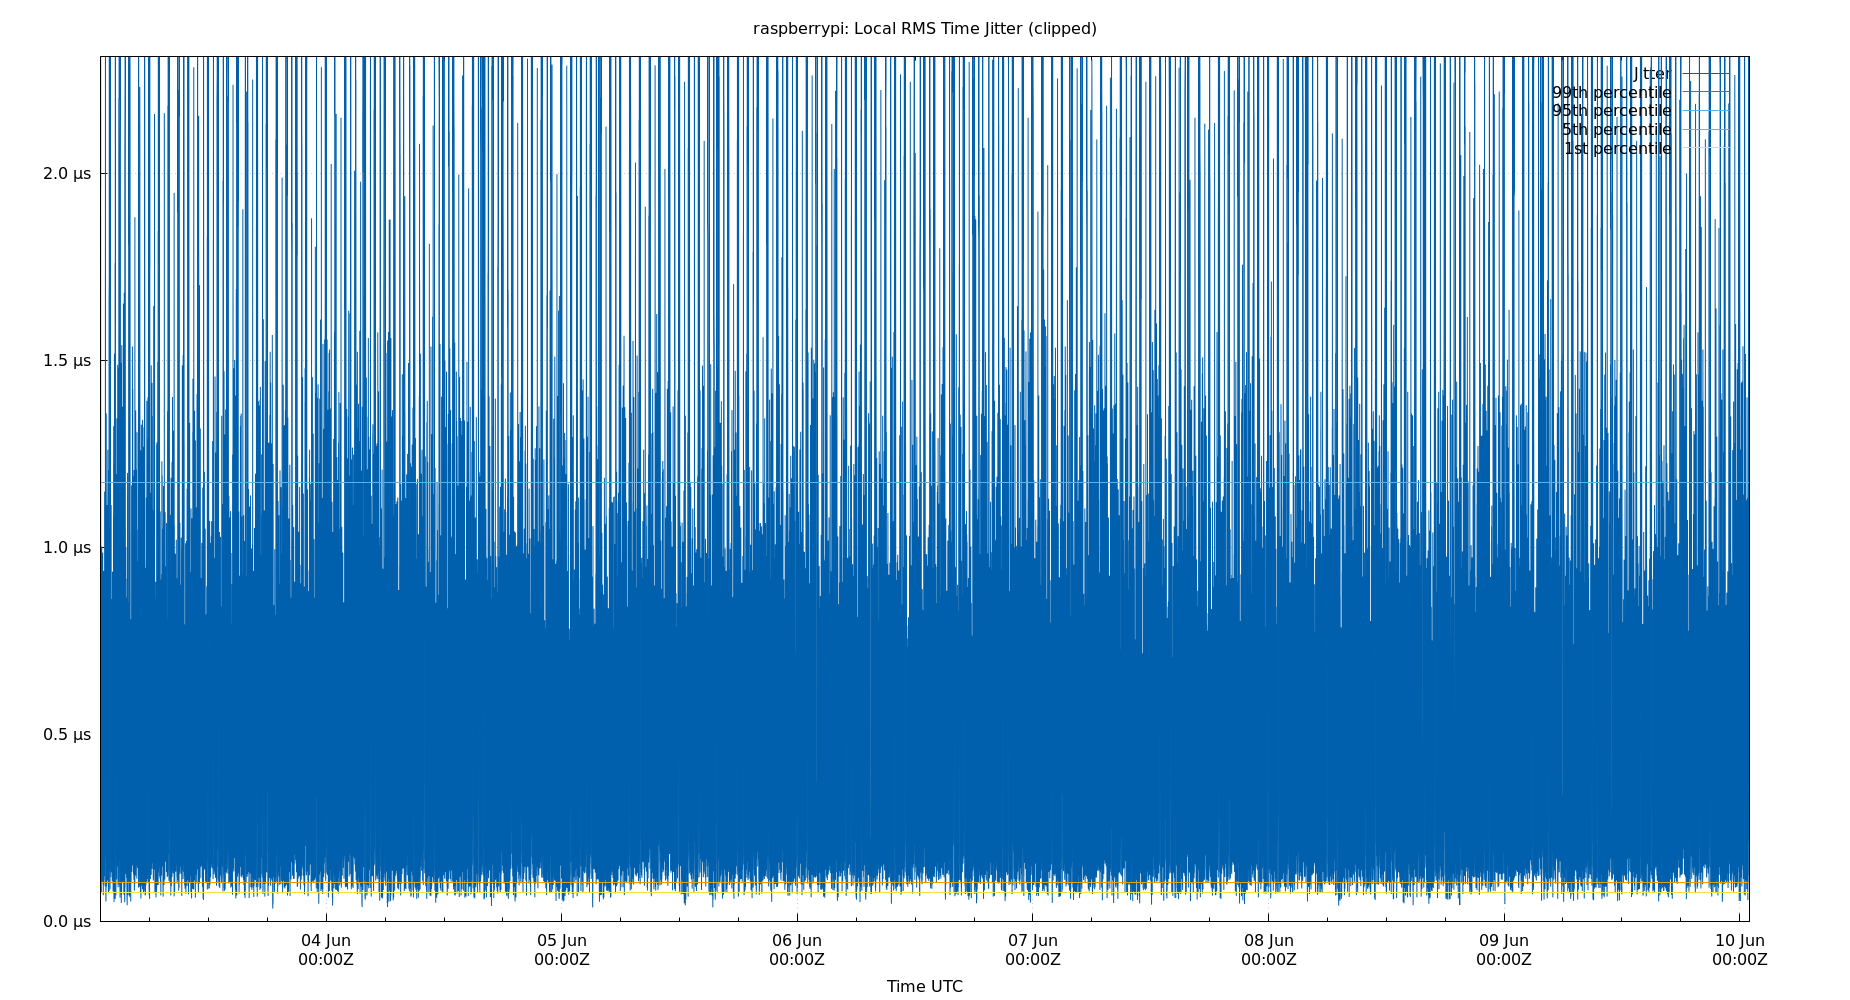 raspberrypi: Local RMS Time Jitter (clipped)
Jitter
99th percentile
95th percentile
5th percentile
1st percentile
2.0 µs
1.5 µs
1.0 µs
0.5 µs
0.0 µs
04 Jun 05 Jun 06 Jun 07 Jun 08 Jun 09 Jun 10 Jun
00:00Z 00:00Z 00:00Z 00:00Z 00:00Z 00:00Z 00:00Z
Time UTC